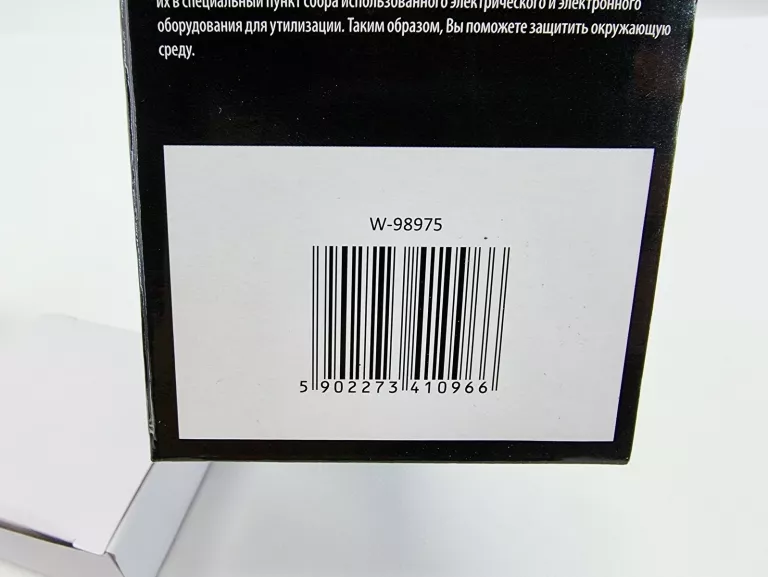 их в специальный пункт сбора использованного электрического и электронного
оборудования для утилизации. Таким образом, Вы поможете защитить окружающую
среду.
W-98975
5 902273 410966